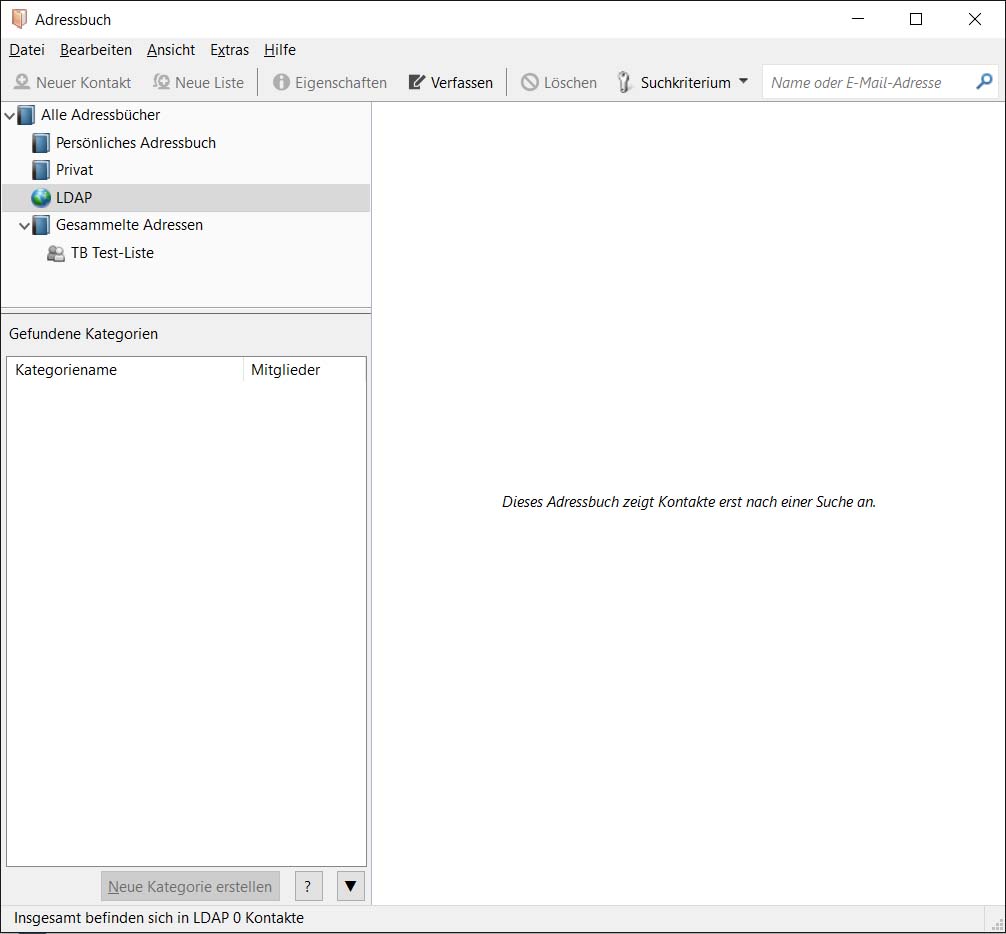 Adressbuch
Datei Bearbeiten Ansicht Extras Hilfe
Neuer Kontakt Neue Liste Eigenschaften Verfassen Löschen Suchkriterium Name oder E-Mail-Adresse
Alle Adressbücher
Persönliches Adressbuch
Privat
LDAP
Gesammelte Adressen
TB Test-Liste
Gefundene Kategorien
Kategoriename Mitglieder
Dieses Adressbuch zeigt Kontakte erst nach einer Suche an.
Neue Kategorie erstellen ? ▼
Insgesamt befinden sich in LDAP 0 Kontakte